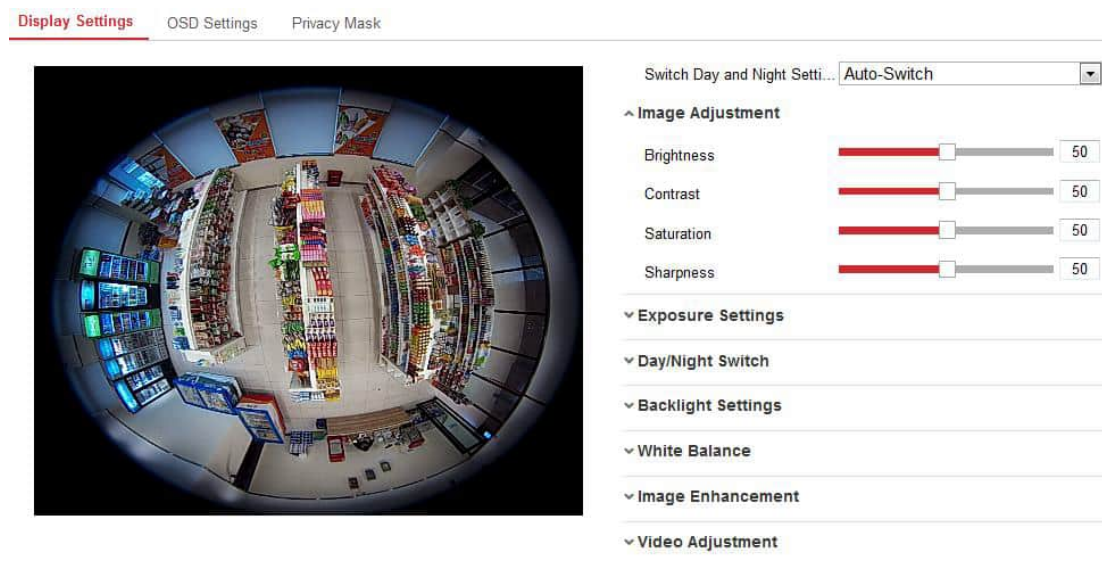 Display Settings OSD Settings Privacy Mask
Switch Day and Night Setti... Auto-Switch
Image Adjustment
Brightness 50
Contrast 50
Saturation 50
Sharpness 50
Exposure Settings
Day/Night Switch
Backlight Settings
White Balance
Image Enhancement
Video Adjustment